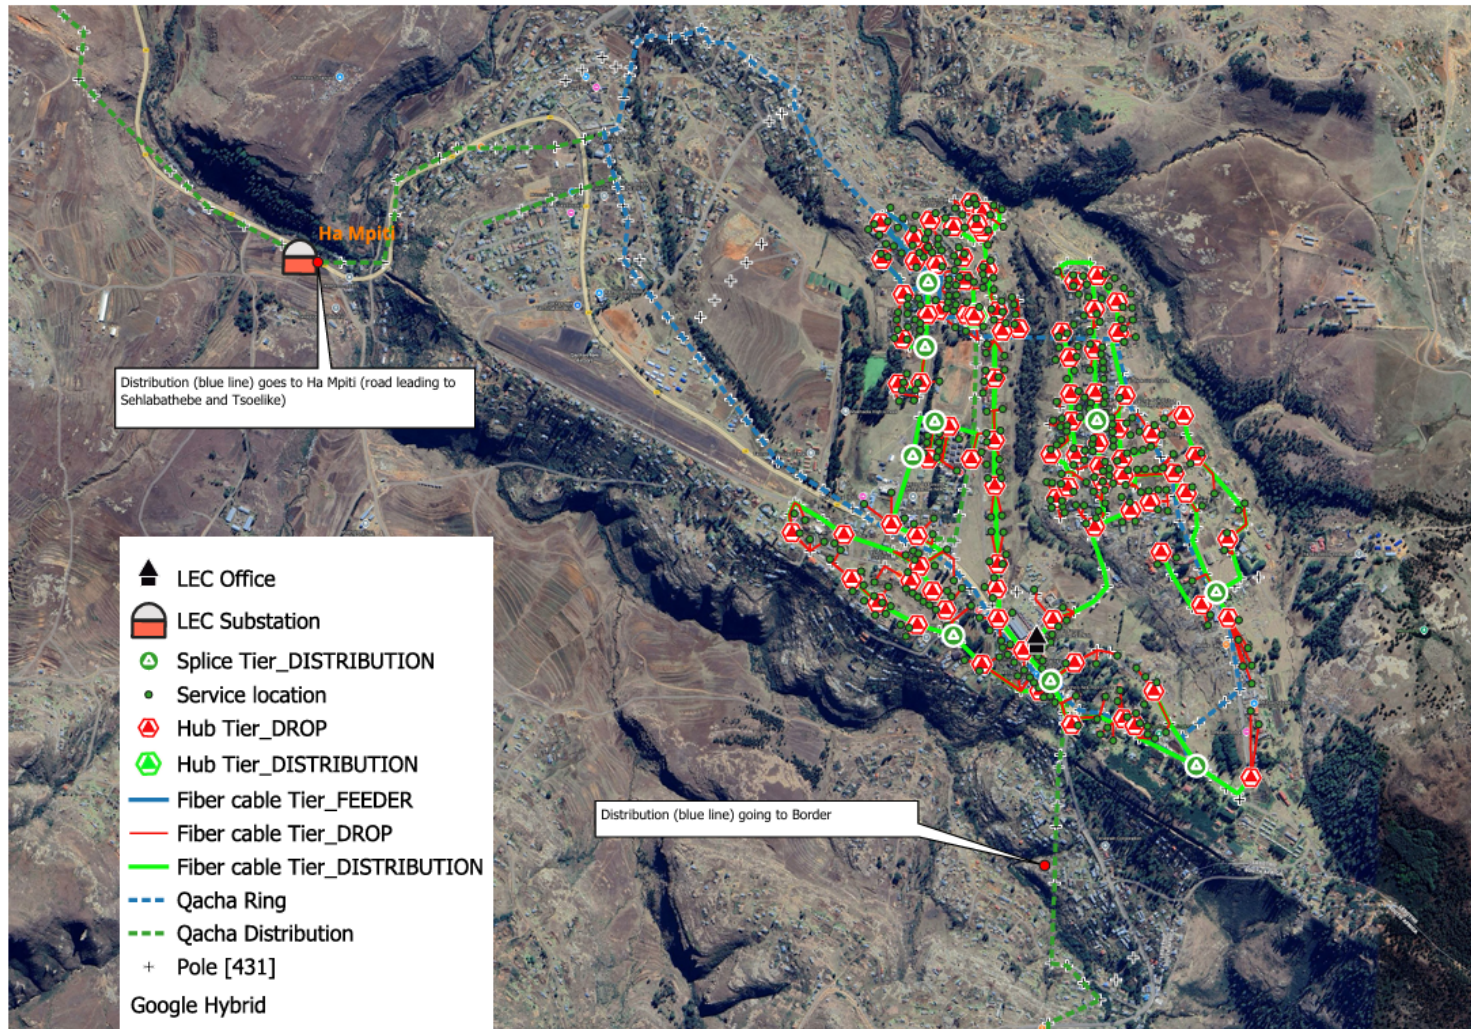 Ha Mpiti
Distribution (blue line) goes to Ha Mpiti (road leading to
Sehlabathebe and Tsoelike)
Distribution (blue line) going to Border
LEC Office
LEC Substation
Splice Tier_DISTRIBUTION
Service location
Hub Tier_DROP
Hub Tier_DISTRIBUTION
Fiber cable Tier_FEEDER
Fiber cable Tier_DROP
Fiber cable Tier_DISTRIBUTION
Qacha Ring
Qacha Distribution
Pole [431]
Google Hybrid